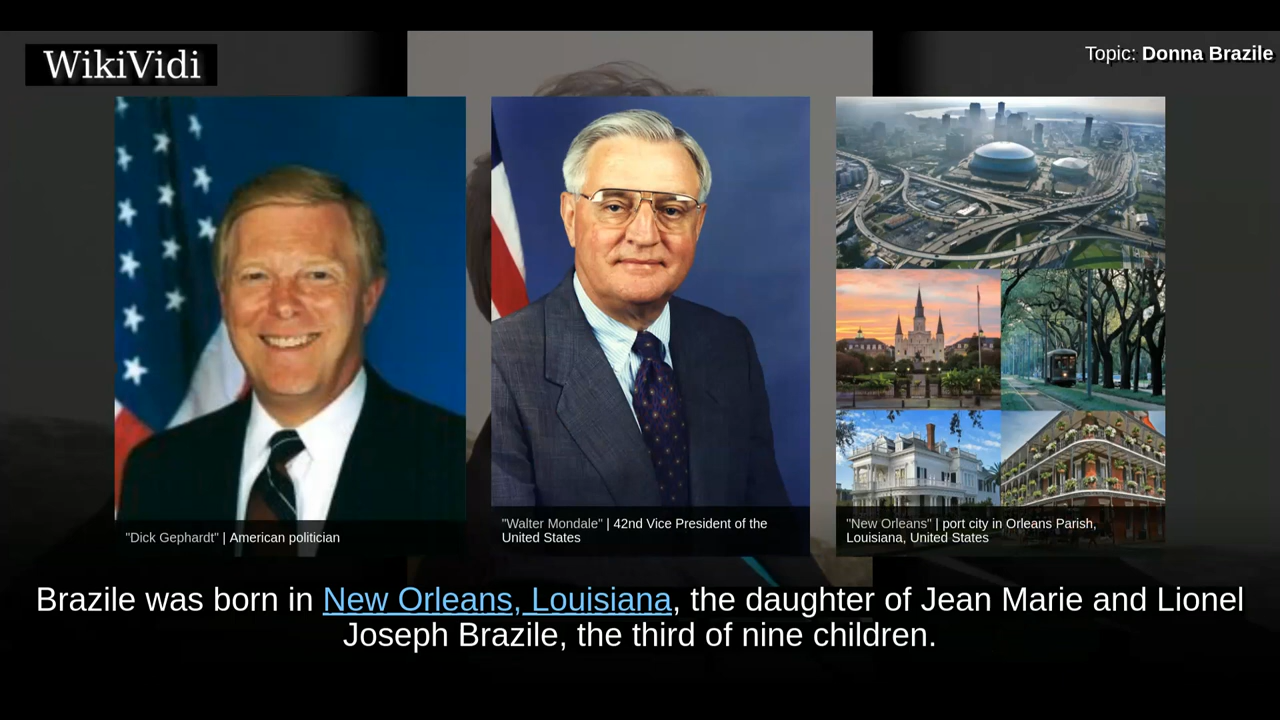 WikiVidi
Topic: Donna Brazile
"Dick Gephardt" | American politician
"Walter Mondale" | 42nd Vice President of the
United States
"New Orleans" | port city in Orleans Parish,
Louisiana, United States
Brazile was born in New Orleans, Louisiana, the daughter of Jean Marie and Lionel
Joseph Brazile, the third of nine children.